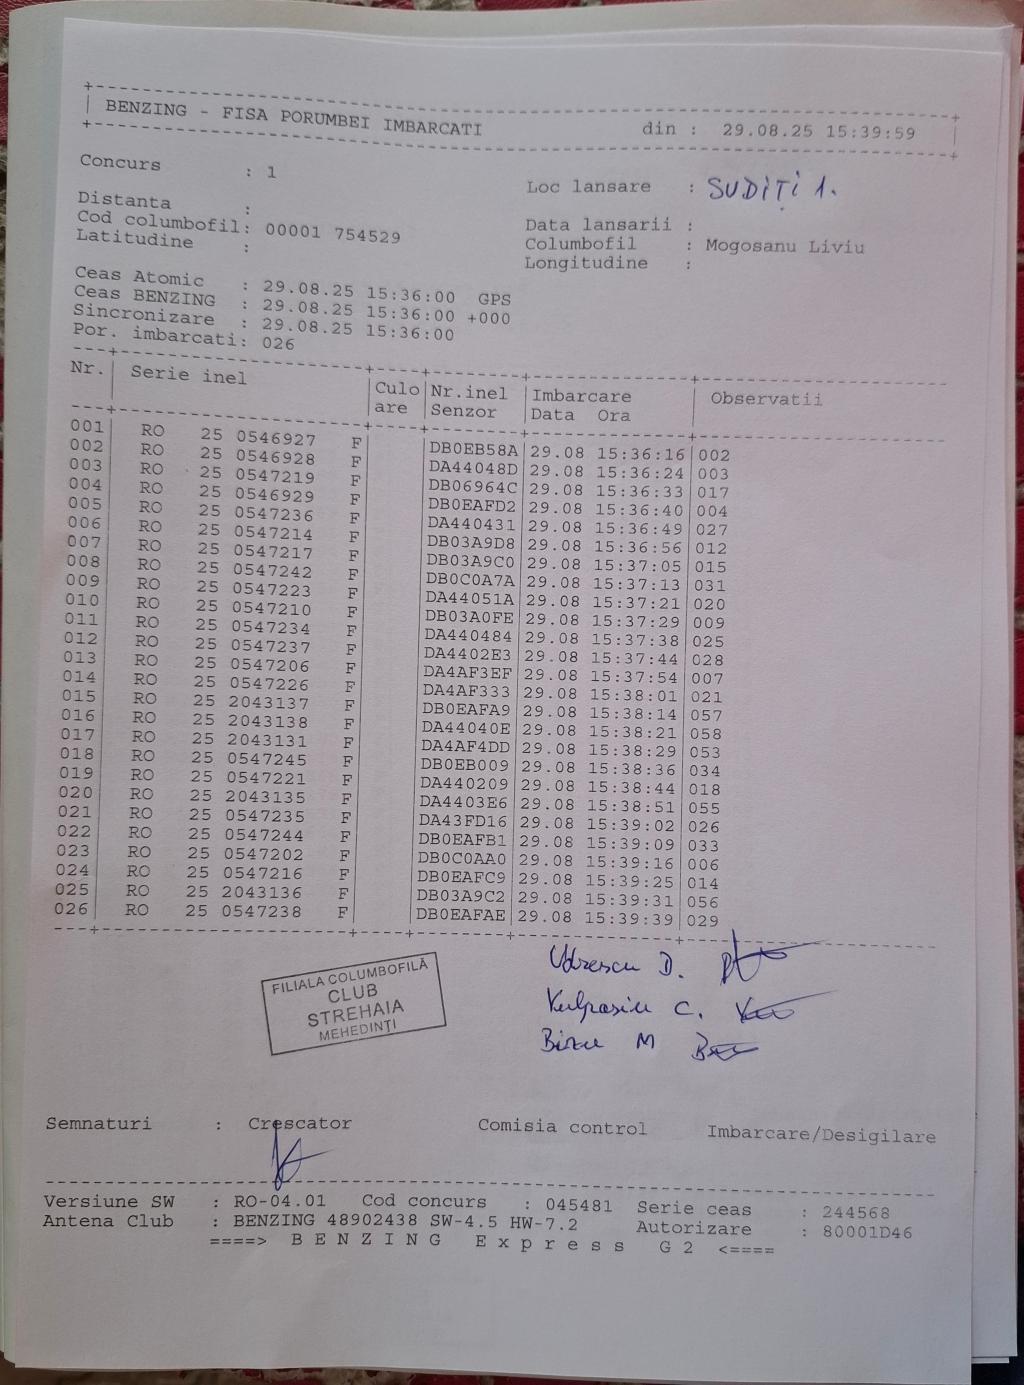 BENZING - FISA PORUMBEI IMBARCATI din : 29.08.25 15:39:59
Concurs : 1 Loc lansare : SUDIȚI 1.
Distanta : Data lansarii :
Cod columbofil: 00001 754529 Columbofil : Mogosanu Liviu
Latitudine : Longitudine :
Ceas Atomic : 29.08.25 15:36:00 GPS
Ceas BENZING : 29.08.25 15:36:00 +000
Sincronizare : 29.08.25 15:36:00
Por. imbarcati: 026
Nr. Serie inel Culo Nr.inel Imbarcare Observatii
are Senzor Data Ora
001 RO 25 0546927 F DB0EB58A 29.08 15:36:16 002
002 RO 25 0546928 F DA44048D 29.08 15:36:24 003
003 RO 25 0547219 F DB06964C 29.08 15:36:33 017
004 RO 25 0546929 F DB0EAFD2 29.08 15:36:40 004
005 RO 25 0547236 F DA440431 29.08 15:36:49 027
006 RO 25 0547214 F DB03A9D8 29.08 15:36:56 012
007 RO 25 0547217 F DB03A9C0 29.08 15:37:05 015
008 RO 25 0547242 F DB0C0A7A 29.08 15:37:13 031
009 RO 25 0547223 F DA44051A 29.08 15:37:21 020
010 RO 25 0547210 F DB03A0FE 29.08 15:37:29 009
011 RO 25 0547234 F DA440484 29.08 15:37:38 025
012 RO 25 0547237 F DA4402E3 29.08 15:37:44 028
013 RO 25 0547206 F DA4AF3EF 29.08 15:37:54 007
014 RO 25 0547226 F DA4AF333 29.08 15:38:01 021
015 RO 25 2043137 F DB0EAFA9 29.08 15:38:14 057
016 RO 25 2043138 F DA44040E 29.08 15:38:21 058
017 RO 25 2043131 F DA4AF4DD 29.08 15:38:29 053
018 RO 25 0547245 F DB0EB009 29.08 15:38:36 034
019 RO 25 0547221 F DA440209 29.08 15:38:44 018
020 RO 25 2043135 F DA4403E6 29.08 15:38:51 055
021 RO 25 0547235 F DA43FD16 29.08 15:39:02 026
022 RO 25 0547244 F DB0EAFB1 29.08 15:39:09 033
023 RO 25 0547202 F DB0C0AA0 29.08 15:39:16 006
024 RO 25 0547216 F DB0EAFC9 29.08 15:39:25 014
025 RO 25 2043136 F DB03A9C2 29.08 15:39:31 056
026 RO 25 0547238 F DB0EAFAE 29.08 15:39:39 029
FILIALA COLUMBOFILĂ
CLUB
STREHAIA
MEHEDINȚI
Udrescu D.
C.
M
Semnaturi : Crescator Comisia control Imbarcare/Desigilare
Versiune SW : RO-04.01 Cod concurs : 045481 Serie ceas : 244568
Antena Club : BENZING 48902438 SW-4.5 HW-7.2 Autorizare : 80001D46
====> B E N Z I N G E x p r e s s G 2 <====